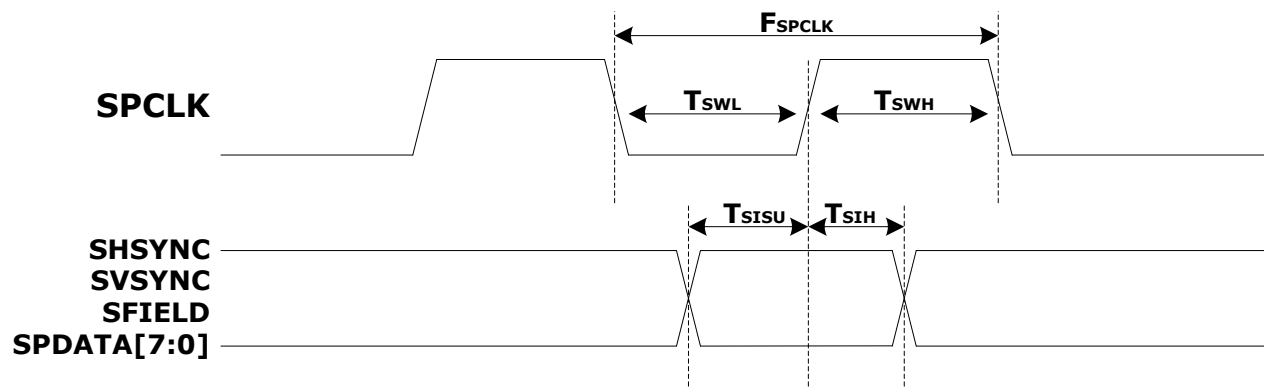 FSPCLK
SPCLK
TSWL
TSWH
TSISU
TSIH
SHSYNC
SVSYNC
SFIELD
SPDATA[7:0]